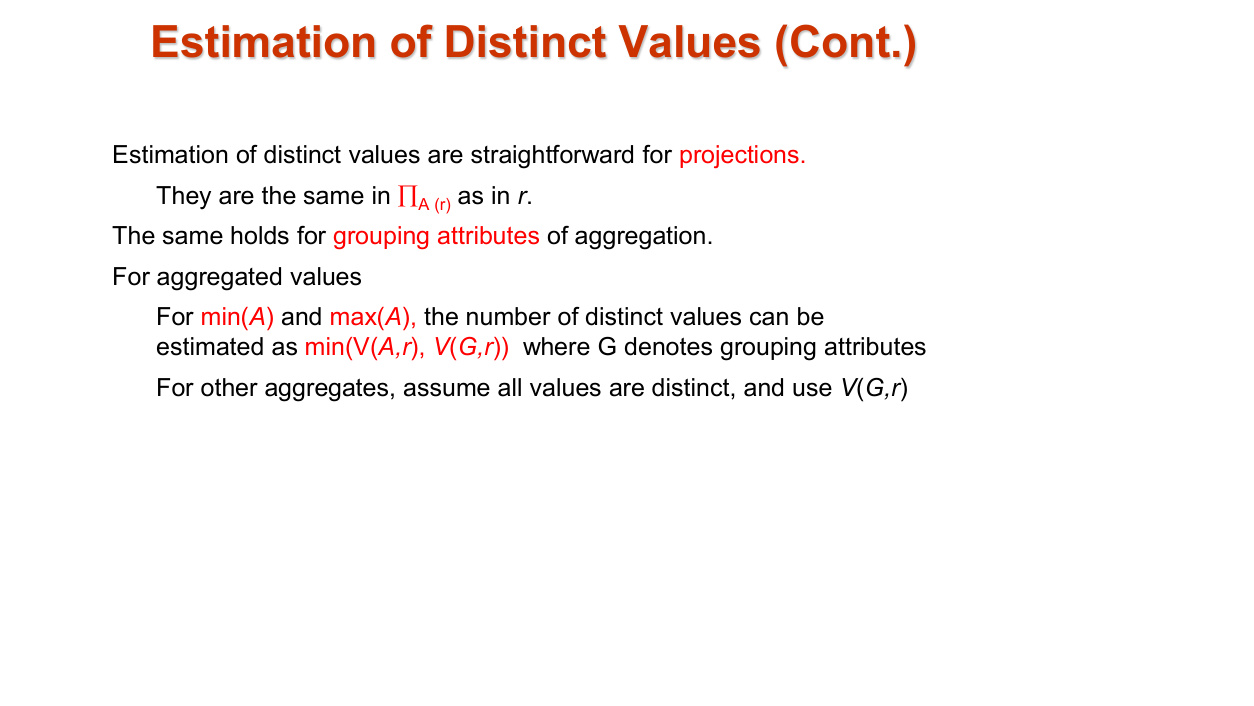 Estimation of Distinct Values (Cont.)
Estimation of distinct values are straightforward for projections.
They are the same in ∏A (r) as in r.
The same holds for grouping attributes of aggregation.
For aggregated values
For min(A) and max(A), the number of distinct values can be
estimated as min(V(A,r), V(G,r)) where G denotes grouping attributes
For other aggregates, assume all values are distinct, and use V(G,r)